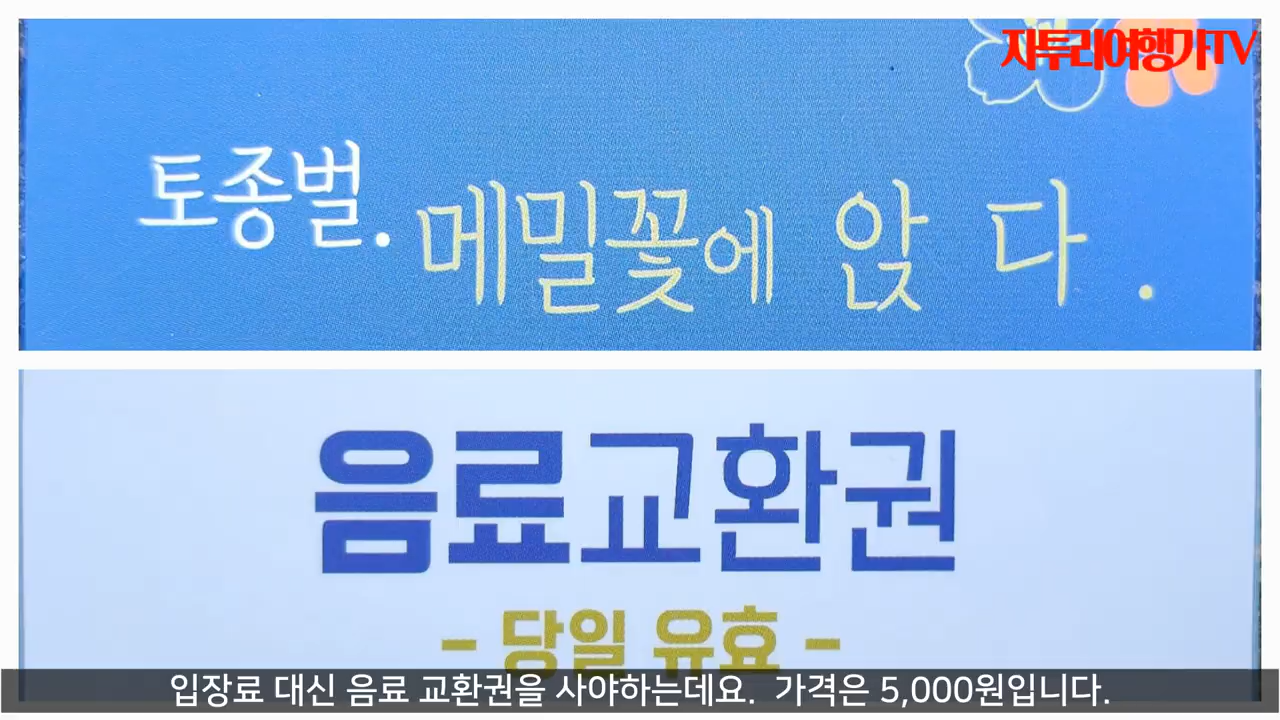 자투리여행가TV
토종벌. 메밀꽃에 앉다.
음료교환권
- 당일 유효 -
입장료 대신 음료 교환권을 사야하는데요. 가격은 5,000원입니다.